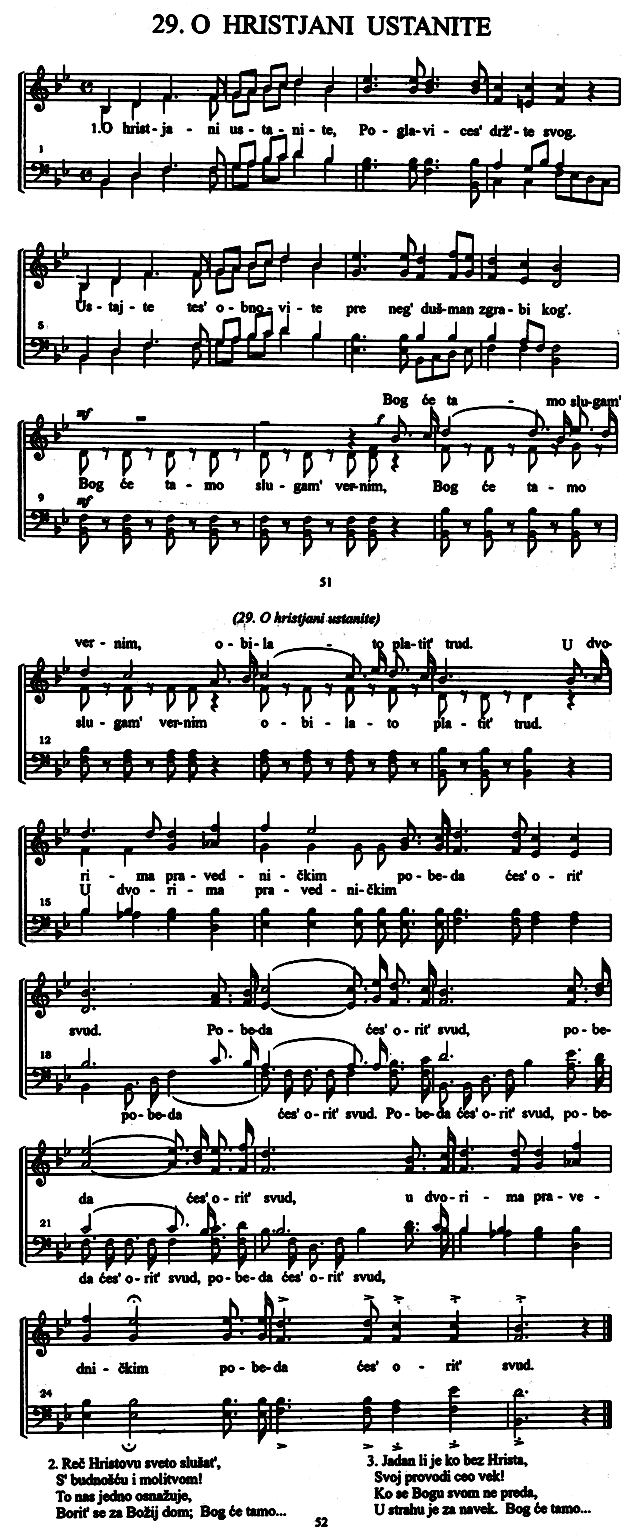 29. O HRISTJANI USTANITE
1.O hrist - ja - ni us - ta - ni - te, Po - gla - vi - ces' drž' - te svog.
1
Us - taj - te tes' o - bno - vi - te pre neg' duš - man zgra - bi kog'.
5
Bog će ta - mo slu - gam'
mf f
Bog će ta - mo slu - gam' ver - nim, Bog će ta - mo
9 mf
51
(29. O hristjani ustanite)
ver - nim, o - bi - la - to pla - tit' trud. U dvo-
slu - gam' ver - nim o - bi - la - to pla - tit' trud.
12
ri - ma pra - ved - ni - čkim po - be - da ćes' o - rit'
U dvo - ri - ma pra - ved - ni - čkim
15
svud. Po - be - da ćes' o - rit' svud, po - be-
18
po - be - da ćes' o - rit' svud. Po - be - da ćes' o - rit' svud, po - be-
da ćes' o - rit' svud, u dvo - ri - ma pra - ve -
21
da ćes' o - rit' svud, po - be - da ćes' o - rit' svud,
dni - čkim po - be - da ćes' o - rit' svud.
24
2. Reč Hristovu sveto slušat',
S' budnošću i molitvom!
To nas jedno osnažuje,
Borit' se za Božij dom; Bog će tamo...
3. Jadan li je ko bez Hrista,
Svoj provodi ceo vek!
Ko se Bogu svom ne preda,
U strahu je za navek. Bog će tamo...
52